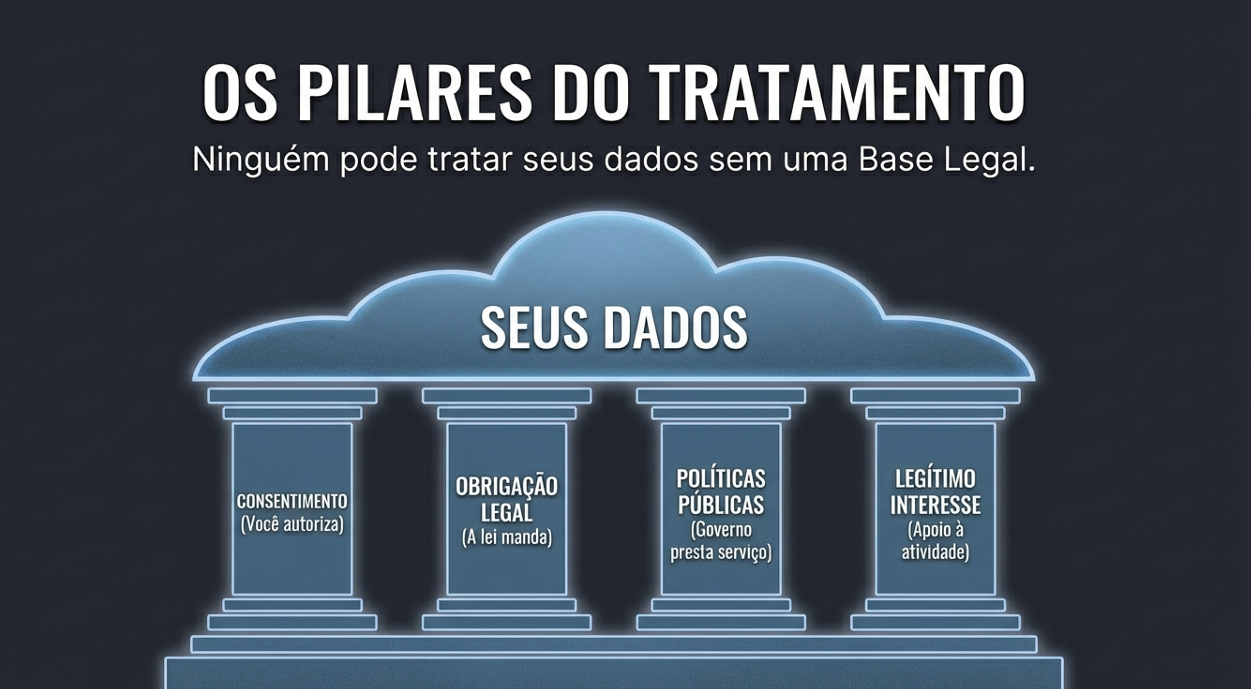 OS PILARES DO TRATAMENTO
Ninguém pode tratar seus dados sem uma Base Legal.
SEUS DADOS
CONSENTIMENTO
(Você autoriza)
OBRIGAÇÃO
LEGAL
(A lei manda)
POLÍTICAS
PÚBLICAS
(Governo
presta serviço)
LEGÍTIMO
INTERESSE
(Apoio à
atividade)